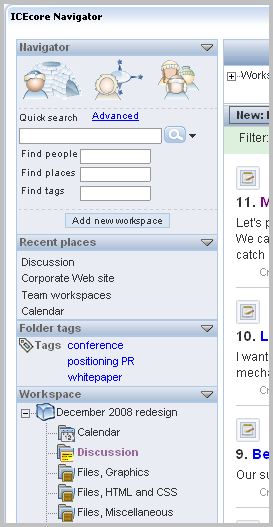 ICEcore Navigator
Navigator
Quick search Advanced
Find people
Find places
Find tags
Add new workspace
Recent places
Discussion
Corporate Web site
Team workspaces
Calendar
Folder tags
Tags conference
positioning PR
whitepaper
Workspace
December 2008 redesign
Calendar
Discussion
Files, Graphics
Files, HTML and CSS
Files, Miscellaneous
Works
New:
Filter:
11. M
Let's p
We ca
catch
Cr
10. L
I want
mecha
Cr
9. Be
Our su
Cr